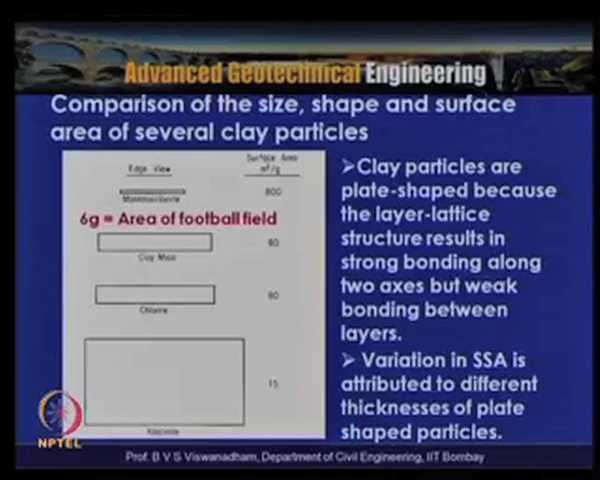 Advanced Geotechnical Engineering
Comparison of the size, shape and surface
area of several clay particles
Edge View
Surface Area
m²/g
800
Montmorillonite
6g = Area of football field
80
Clay Mica
80
Chlorite
15
Kaolinite
➢Clay particles are
plate-shaped because
the layer-lattice
structure results in
strong bonding along
two axes but weak
bonding between
layers.
➢ Variation in SSA is
attributed to different
thicknesses of plate
shaped particles.
NPTEL
Prof. B V S Viswanadham, Department of Civil Engineering, IIT Bombay